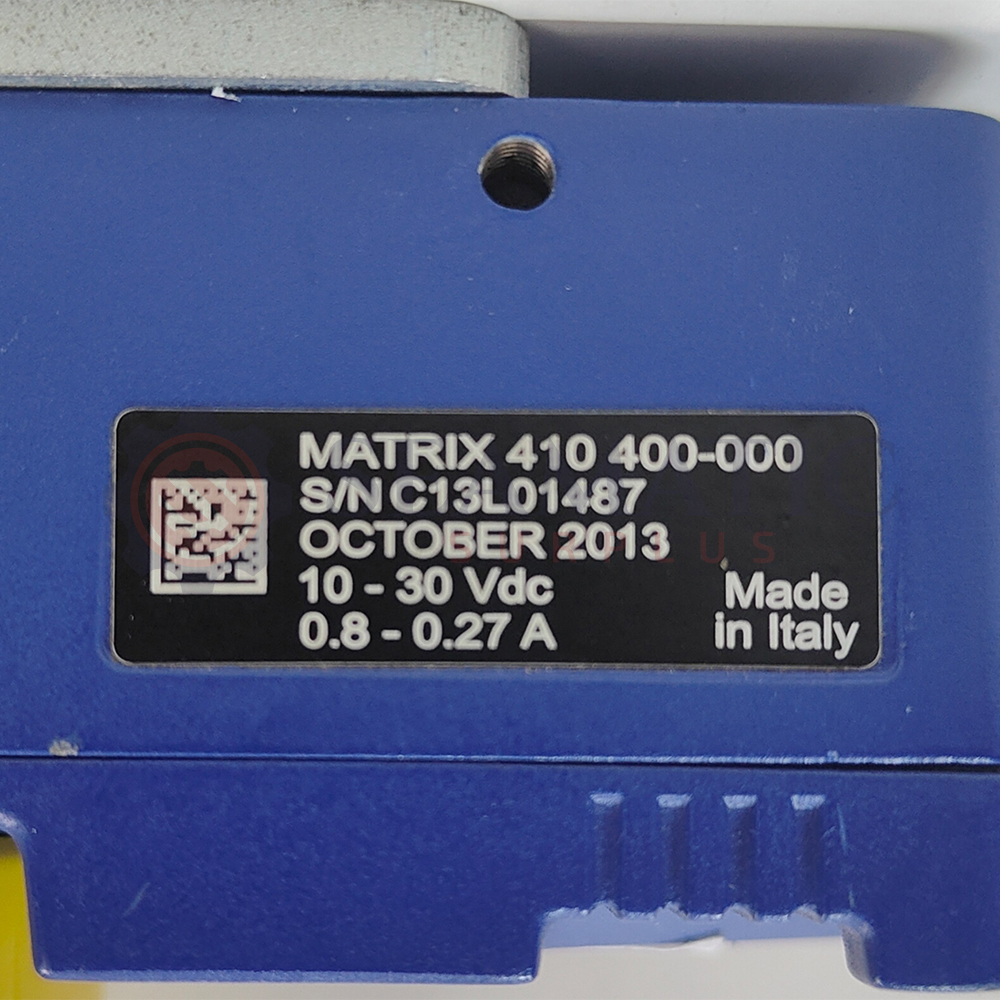 MATRIX 410 400-000
S/N C13L01487
OCTOBER 2013
10 - 30 Vdc
0.8 - 0.27 A
Made
in Italy